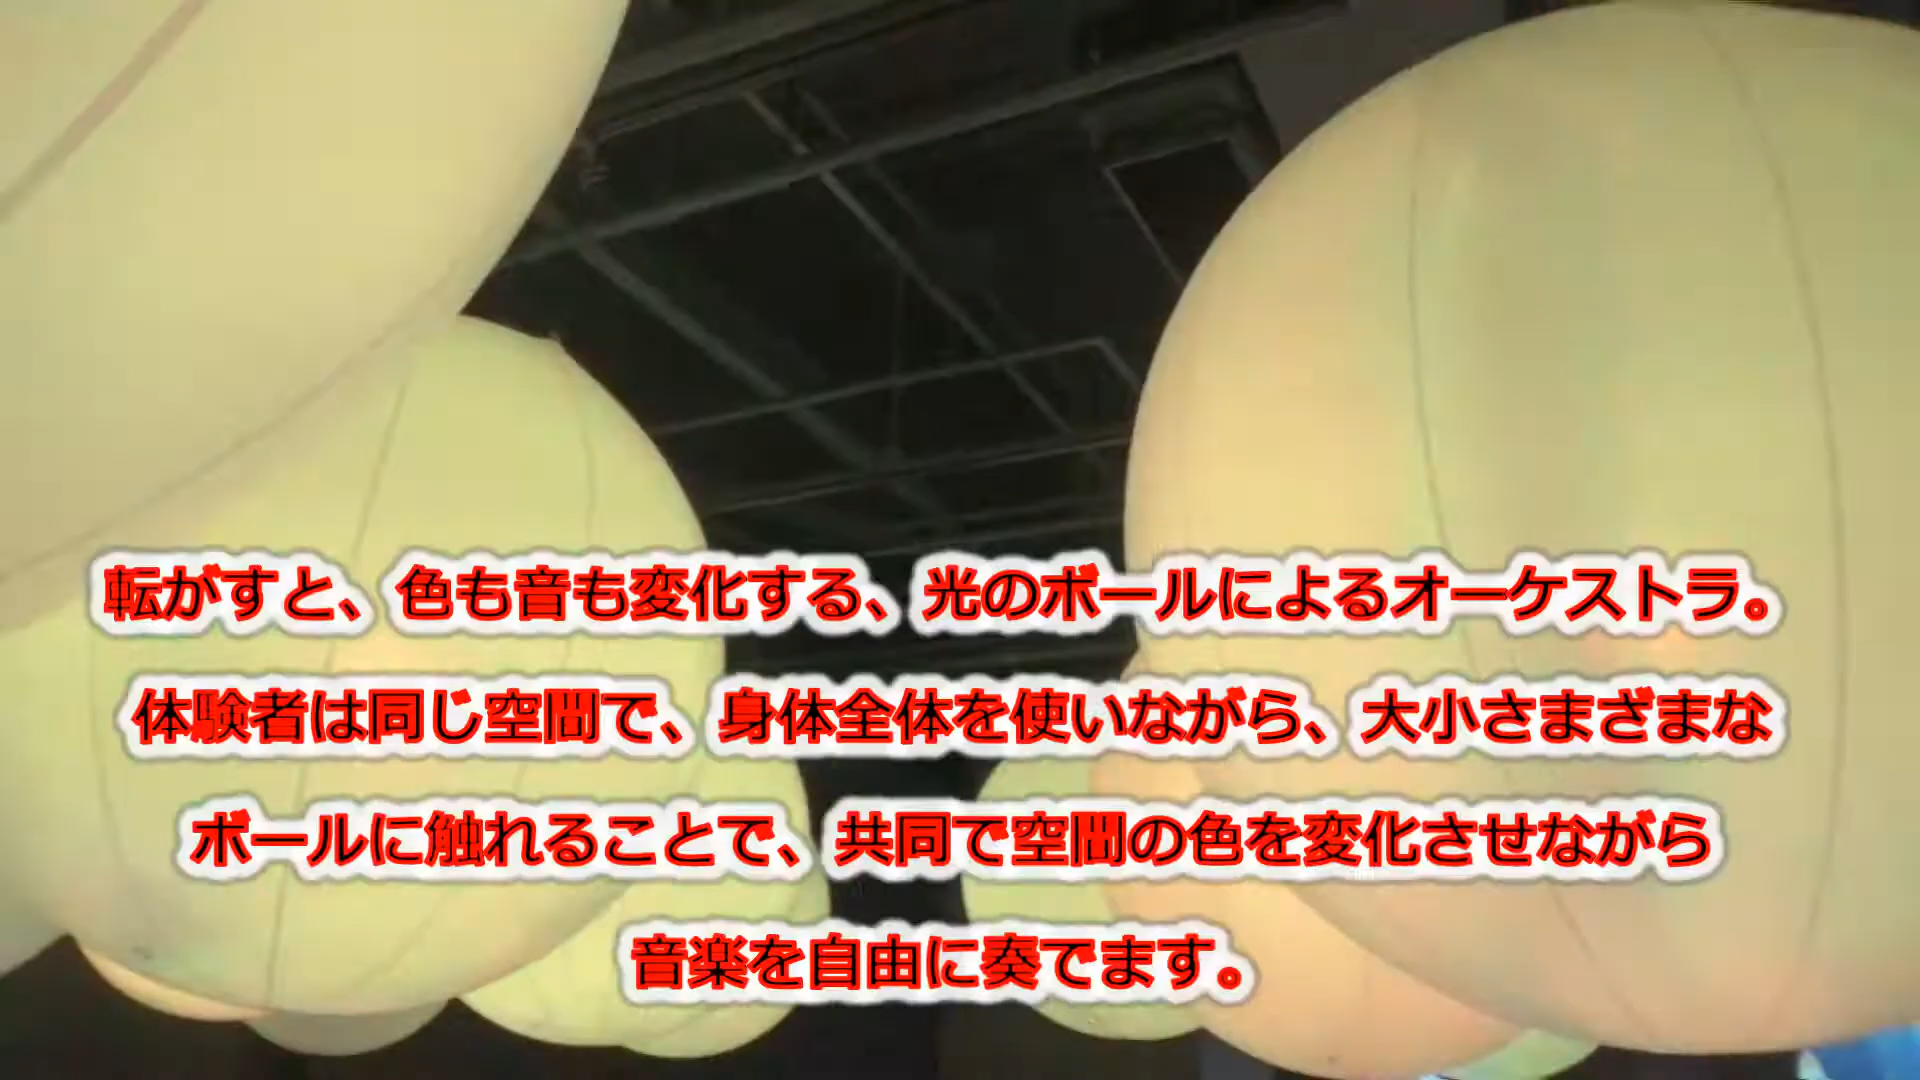 転がすと、色も音も変化する、光のボールによるオーケストラ。
体験者は同じ空間で、身体全体を使いながら、大小さまざまな
ボールに触れることで、共同で空間の色を変化させながら
音楽を自由に奏でます。